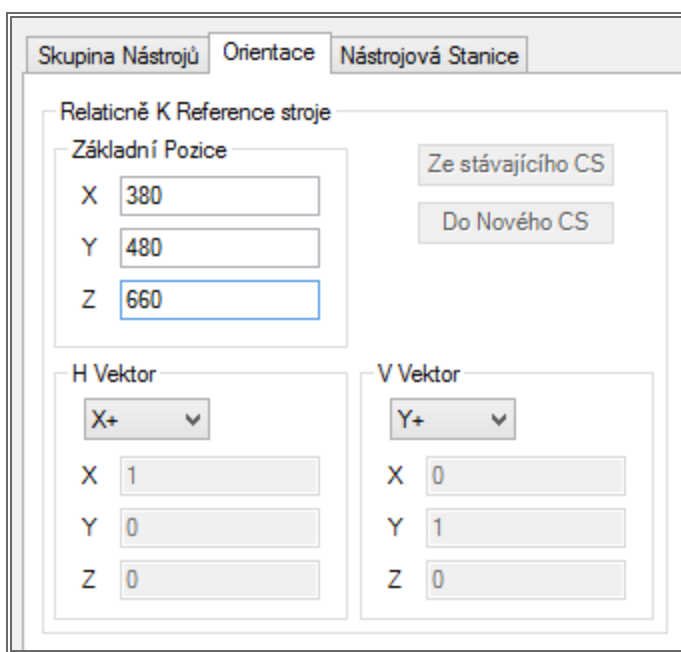 Skupina Nástrojů Orientace Nástrojová Stanice
Relaticně K Reference stroje
Základní Pozice
Ze stávajícího CS
X 380
Do Nového CS
Y 480
Z 660
H Vektor
V Vektor
X+
Y+
X 1
X 0
Y 0
Y 1
Z 0
Z 0